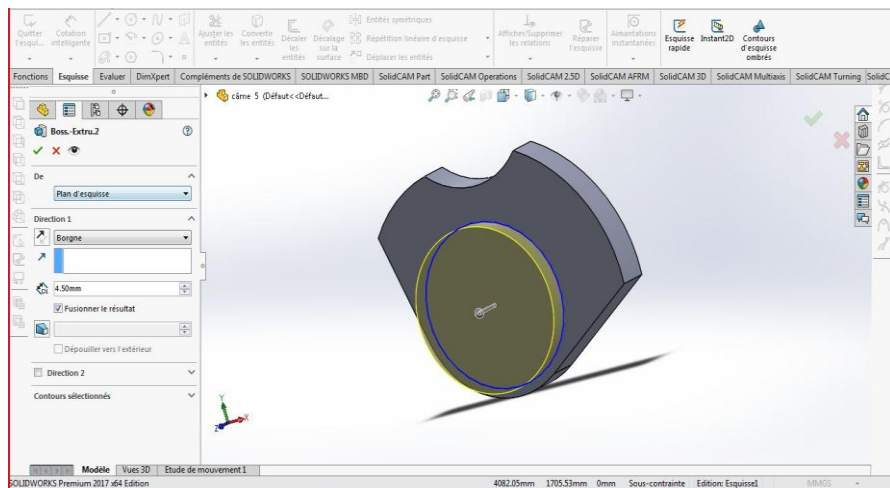 Quitter l'esqui...
Cotation intelligente
Ajuster les entités
Convertir les entités
Décaler les entités
Décalage sur la surface
Entités symétriques
Répétition linéaire d'esquisse
Déplacer les entités
Afficher/Supprimer les relations
Réparer l'esquisse
Aimantations instantanées
Esquisse rapide
Instant2D
Contours d'esquisse ombrés
Fonctions Esquisse Evaluer DimXpert Compléments de SOLIDWORKS SOLIDWORKS MBD SolidCAM Part SolidCAM Operations SolidCAM 2.5D SolidCAM AFRM SolidCAM 3D SolidCAM Multiaxis SolidCAM Turning SolidC
câme 5 (Défaut<<Défaut...
Boss.-Extru.2
De
Plan d'esquisse
Direction 1
Borgne
4.50mm
Fusionner le résultat
Dépouiller vers l'extérieur
Direction 2
Contours sélectionnés
Y
X
Z
Modèle Vues 3D Etude de mouvement 1
SOLIDWORKS Premium 2017 x64 Edition 4082.05mm 1705.53mm 0mm Sous-contrainte Edition: Esquisse1 MMGS